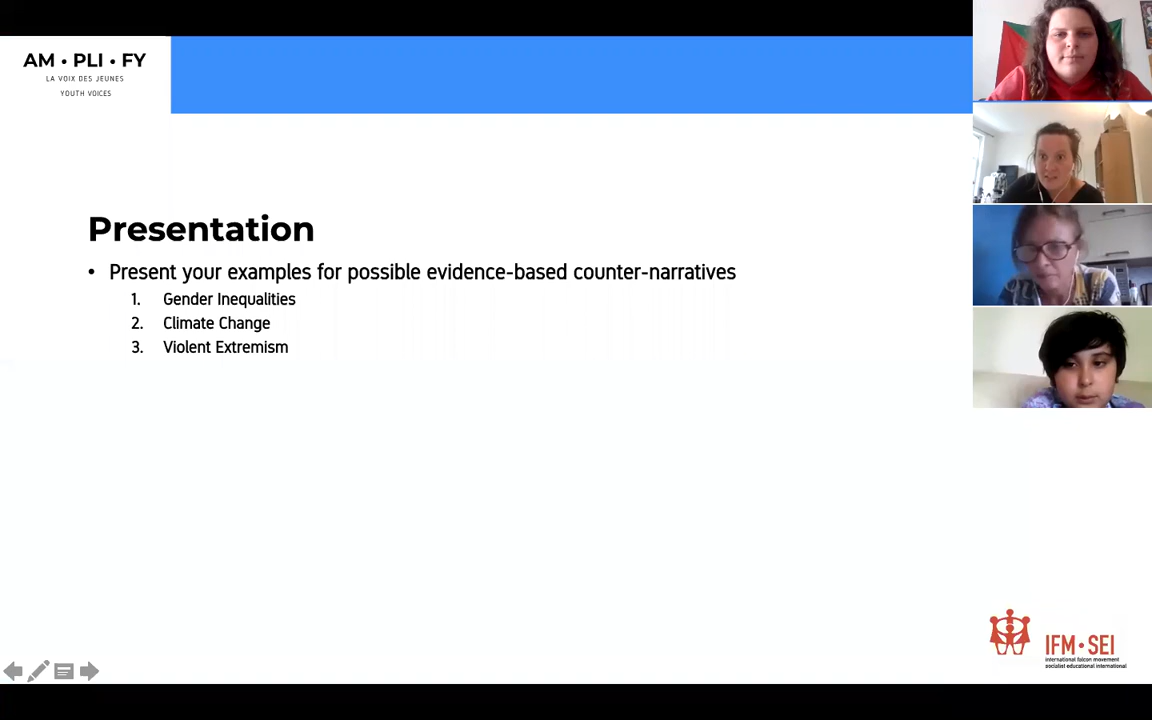 AM • PLI • FY
LA VOIX DES JEUNES
YOUTH VOICES
Presentation
• Present your examples for possible evidence-based counter-narratives
1. Gender Inequalities
2. Climate Change
3. Violent Extremism
IFM • SEI
international falcon movement
socialist educational international